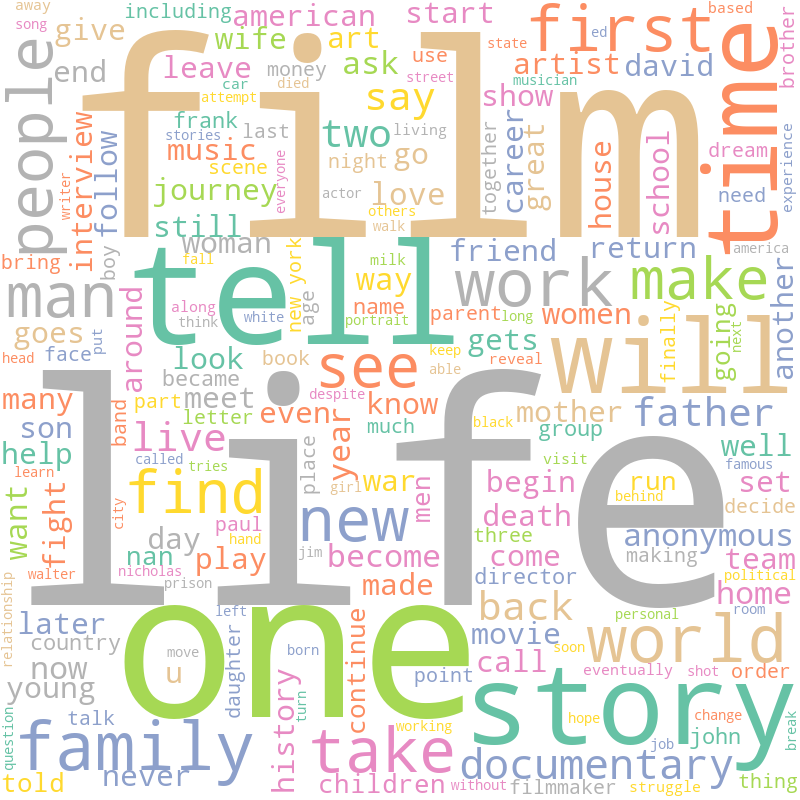 away
song
including
american
start
first
based
ed
state
brother
give
wife
art
end
leave
money
ask
use
artist
david
street
car
died
musician
people
film
time
say
show
attempt
frank
last
two
living
stories
music
scene
night
go
together
career
great
house
school
dream
experience
interview
follow
writer
everyone
actor
love
need
journey
others
walk
still
woman
friend
return
america
bring
boy
fall
milk
way
tell
new york
age
work
make
man
along
name
parent
long
women
another
think
white
portrait
will
finally
going
next
goes
around
put
face
look
book
see
keep
gets
head
became
able
reveal
many
part
meet
despite
know
mother
father
letter
even
year
much
black
group
son
band
live
life
well
help
called
place
war
visit
famous
learn
tries
girl
run
set
want
fight
find
begin
behind
decide
city
paul
new
men
death
anonymous
day
hand
three
nan
play
jim
become
come
making
team
walter
nicholas
prison
made
director
political
home
relationship
one
left
back
personal
room
later
movie
world
country
daughter
move
born
point
now
u
continue
call
soon
eventually
shot
order
young
story
talk
turn
hope
change
question
family
history
working
job
john
break
take
documentary
never
told
children
without
filmmaker
struggle
thing